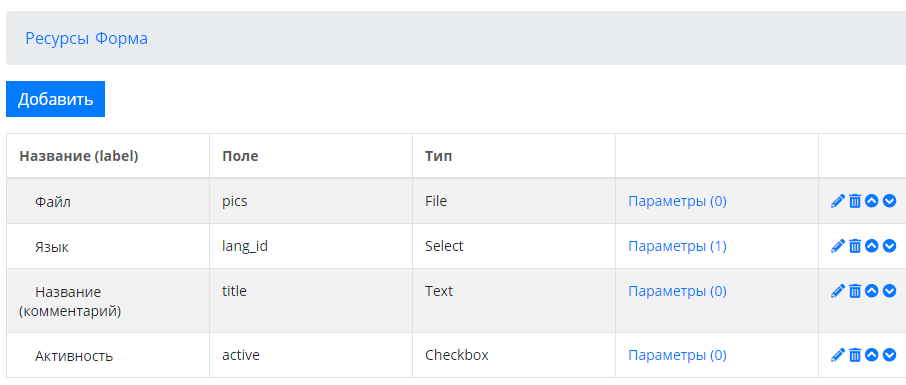 Ресурсы Форма
Добавить
Название (label) Поле Тип
Файл pics File Параметры (0)
Язык lang_id Select Параметры (1)
Название title Text Параметры (0)
(комментарий)
Активность active Checkbox Параметры (0)